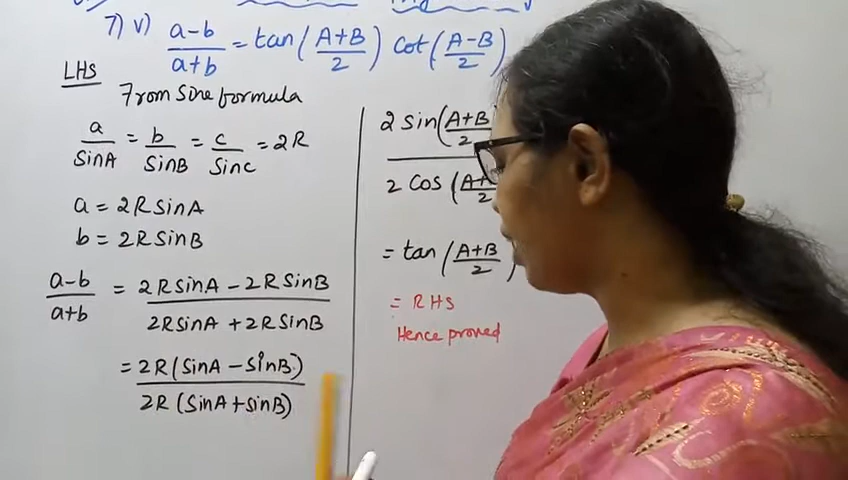 7) v) a-b/a+b = tan(A+B/2) cot(A-B/2)
LHS
From Sine formula
a/sinA = b/sinB = c/sinc = 2R
a = 2R sinA
b = 2R sinB
a-b/a+b = 2R sinA - 2R sinB/2R sinA + 2R sinB
= 2R (sinA - sinB)/2R (sinA + sinB)
2 sin(A+B/2
2 cos (A+/2
= tan (A+B/2)
= RHS
Hence proved